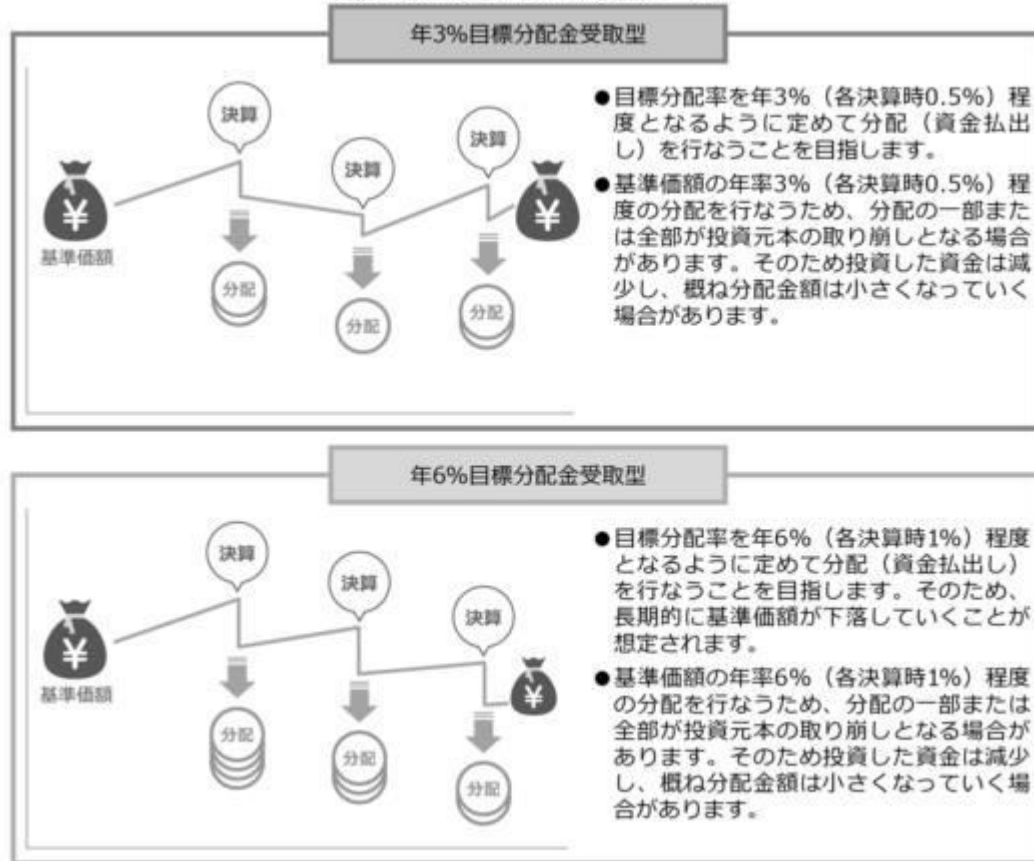 年3%目標分配金受取型
決算
決算
決算
¥
¥
基準価額
分配
分配
分配
●目標分配率を年3%(各決算時0.5%)程
度となるように定めて分配(資金払出
し)を行なうことを目指します。
●基準価額の年率3%(各決算時0.5%)程
度の分配を行なうため、分配の一部また
は全部が投資元本の取り崩しとなる場合
があります。そのため投資した資金は減
少し、概ね分配金額は小さくなっていく
場合があります。
年6%目標分配金受取型
決算
決算
決算
¥
¥
基準価額
分配
分配
分配
●目標分配率を年6%(各決算時1%)程度
となるように定めて分配(資金払出し)
を行なうことを目指します。そのため、
長期的に基準価額が下落していくことが
想定されます。
●基準価額の年率6%(各決算時1%)程度
の分配を行なうため、分配の一部または
全部が投資元本の取り崩しとなる場合が
あります。そのため投資した資金は減少
し、概ね分配金額は小さくなっていく場
合があります。